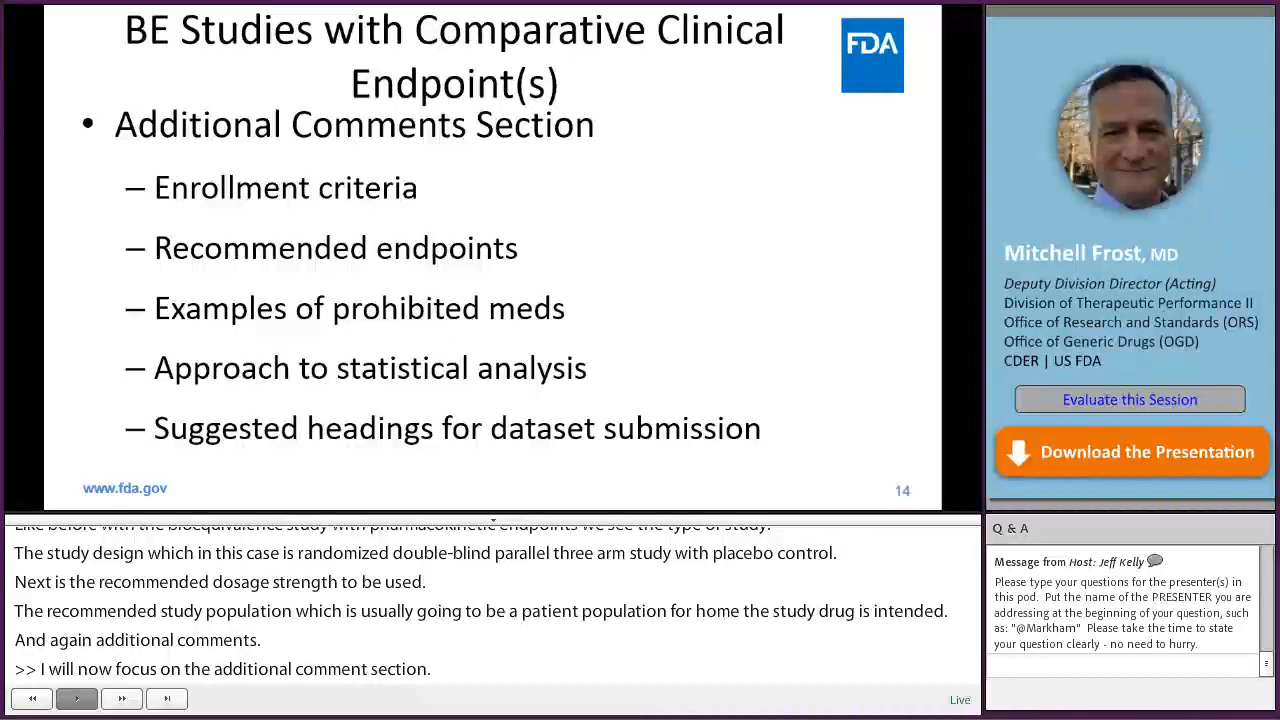 BE Studies with Comparative Clinical
Endpoint(s)
FDA
• Additional Comments Section
– Enrollment criteria
– Recommended endpoints
– Examples of prohibited meds
– Approach to statistical analysis
– Suggested headings for dataset submission
www.fda.gov
14
Mitchell Frost, MD
Deputy Division Director (Acting)
Division of Therapeutic Performance II
Office of Research and Standards (ORS)
Office of Generic Drugs (OGD)
CDER | US FDA
Evaluate this Session
Download the Presentation
Like before with the bioequivalence study with pharmacokinetic endpoints we see the type of study.
The study design which in this case is randomized double-blind parallel three arm study with placebo control.
Next is the recommended dosage strength to be used.
The recommended study population which is usually going to be a patient population for home the study drug is intended.
And again additional comments.
>> I will now focus on the additional comment section.
Live
Q & A
Message from Host: Jeff Kelly
Please type your questions for the presenter(s) in
this pod. Put the name of the PRESENTER you are
addressing at the beginning of your question, such
as: "@Markham" Please take the time to state
your question clearly - no need to hurry.